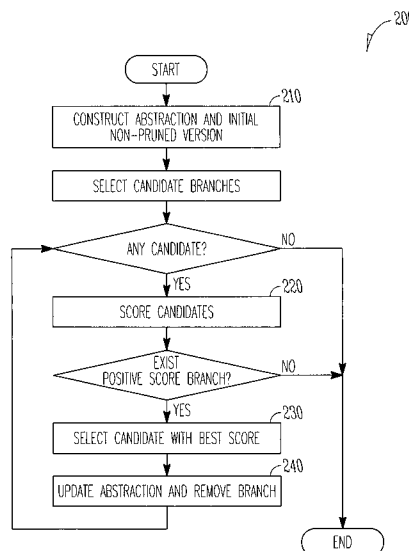 200
START
210
CONSTRUCT ABSTRACTION AND INITIAL
NON-PRUNED VERSION
SELECT CANDIDATE BRANCHES
ANY CANDIDATE?
NO
YES
220
SCORE CANDIDATES
EXIST
POSITIVE SCORE BRANCH?
NO
YES
230
SELECT CANDIDATE WITH BEST SCORE
240
UPDATE ABSTRACTION AND REMOVE BRANCH
END